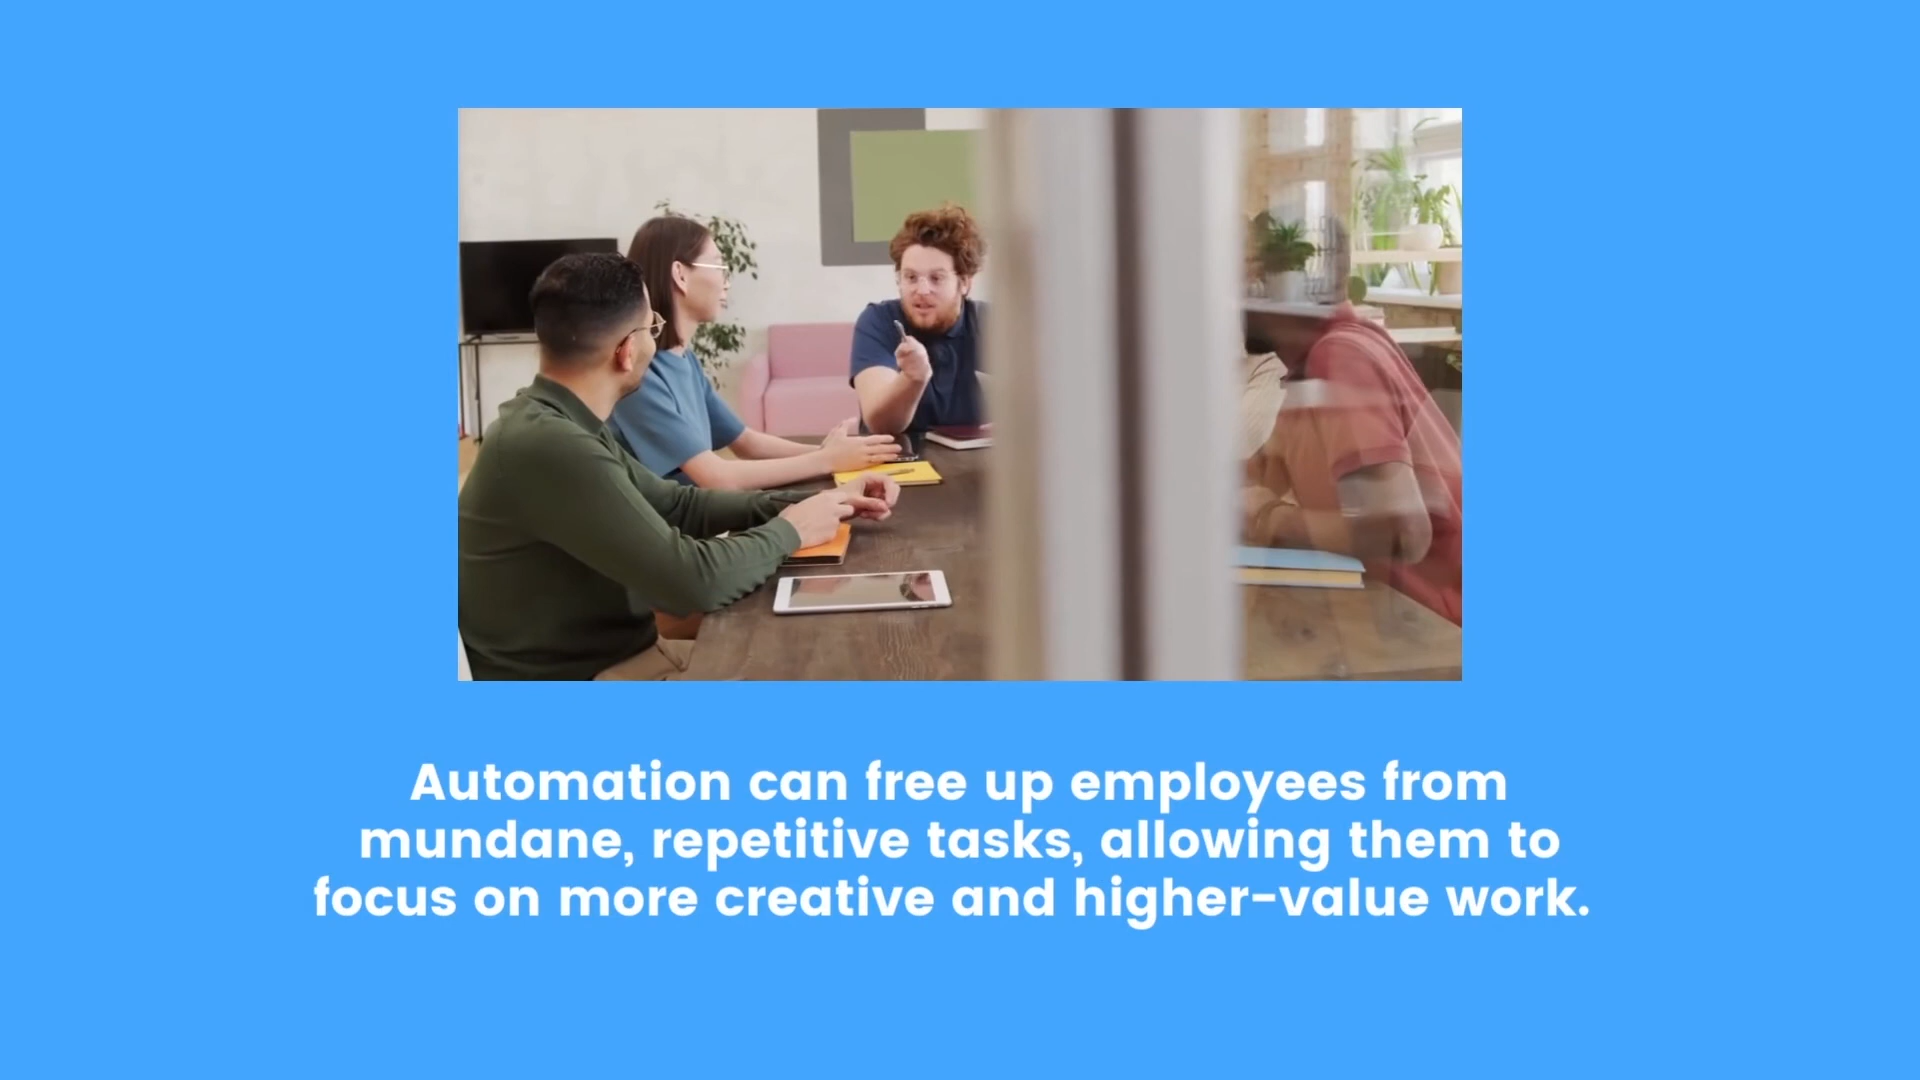 Automation can free up employees from
mundane, repetitive tasks, allowing them to
focus on more creative and higher-value work.